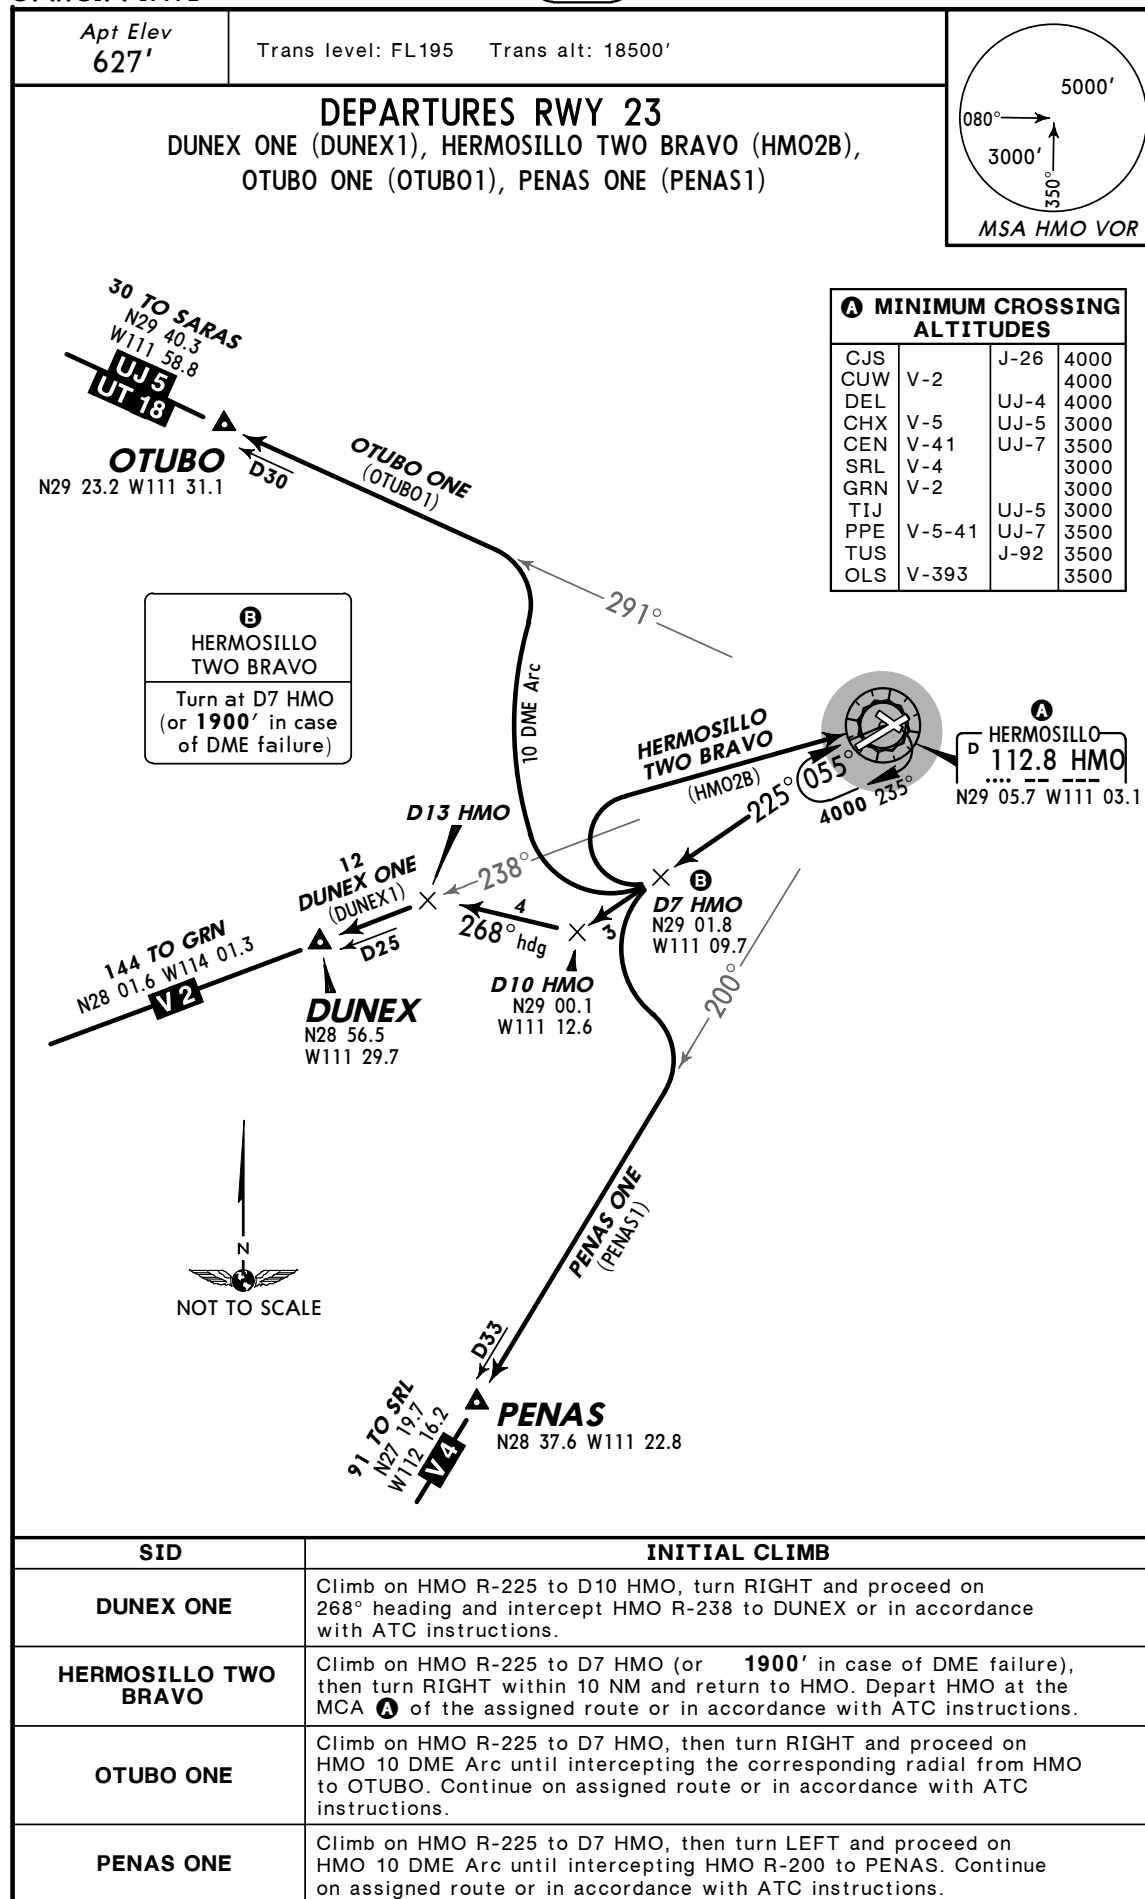 Apt Elev
627'
Trans level: FL195 Trans alt: 18500'
DEPARTURES RWY 23
DUNEX ONE (DUNEX1), HERMOSILLO TWO BRAVO (HMO2B),
OTUBO ONE (OTUBO1), PENAS ONE (PENAS1)
5000'
080°
3000'
350°
MSA HMO VOR
30 TO SARAS
N29 40.3
W111 58.8
UJ 5
UT 18
OTUBO
N29 23.2 W111 31.1
D30
OTUBO ONE
(OTUBO1)
A MINIMUM CROSSING
ALTITUDES
CJS J-26 4000
CUW V-2 4000
DEL UJ-4 4000
CHX V-5 UJ-5 3000
CEN V-41 UJ-7 3500
SRL V-4 3000
GRN V-2 3000
TIJ UJ-5 3000
PPE V-5-41 UJ-7 3500
TUS J-92 3500
OLS V-393 3500
291°
B
HERMOSILLO
TWO BRAVO
Turn at D7 HMO
(or 1900' in case
of DME failure)
10 DME Arc
HERMOSILLO
TWO BRAVO
(HMO2B)
225°
055°
4000 235°
A
HERMOSILLO
D 112.8 HMO
N29 05.7 W111 03.1
D13 HMO
12
DUNEX ONE
(DUNEX1)
238°
4
268° hdg
3
B
D7 HMO
N29 01.8
W111 09.7
D25
144 TO GRN
N28 01.6 W114 01.3
V 2
DUNEX
N28 56.5
W111 29.7
D10 HMO
N29 00.1
W111 12.6
200°
N
NOT TO SCALE
PENAS ONE
(PENAS1)
D33
91 TO SRL
N27 19.7
W112 16.2
V 4
PENAS
N28 37.6 W111 22.8
SID INITIAL CLIMB
DUNEX ONE
Climb on HMO R-225 to D10 HMO, turn RIGHT and proceed on
268° heading and intercept HMO R-238 to DUNEX or in accordance
with ATC instructions.
HERMOSILLO TWO
BRAVO
Climb on HMO R-225 to D7 HMO (or 1900' in case of DME failure),
then turn RIGHT within 10 NM and return to HMO. Depart HMO at the
MCA A of the assigned route or in accordance with ATC instructions.
OTUBO ONE
Climb on HMO R-225 to D7 HMO, then turn RIGHT and proceed on
HMO 10 DME Arc until intercepting the corresponding radial from HMO
to OTUBO. Continue on assigned route or in accordance with ATC
instructions.
PENAS ONE
Climb on HMO R-225 to D7 HMO, then turn LEFT and proceed on
HMO 10 DME Arc until intercepting HMO R-200 to PENAS. Continue
on assigned route or in accordance with ATC instructions.